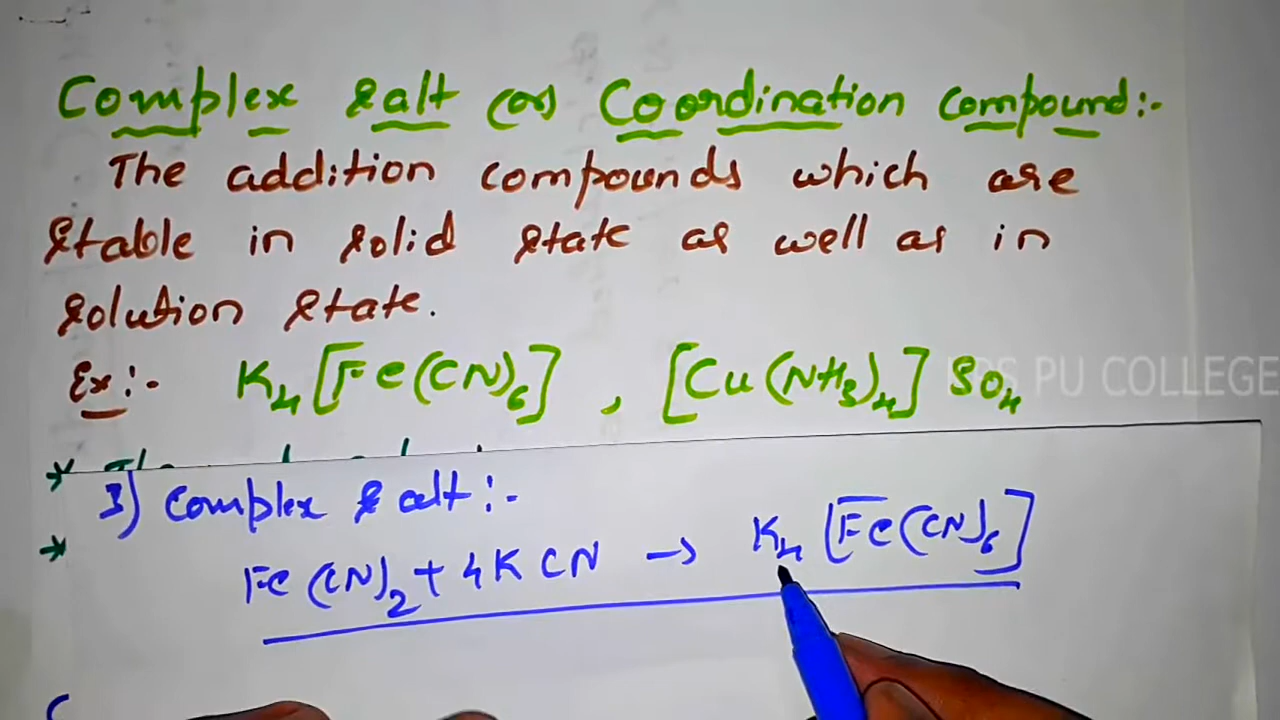 Complex Salt (or) Coordination Compound:-
The addition compounds which are
stable in solid state as well as in
solution state.
Ex:- K₄[Fe(CN)₆] , [Cu(NH₃)₄] SO₄
PU COLLEGE
3) Complex Salt:-
Fe(CN)₂ + 4KCN → K₄[Fe(CN)₆]